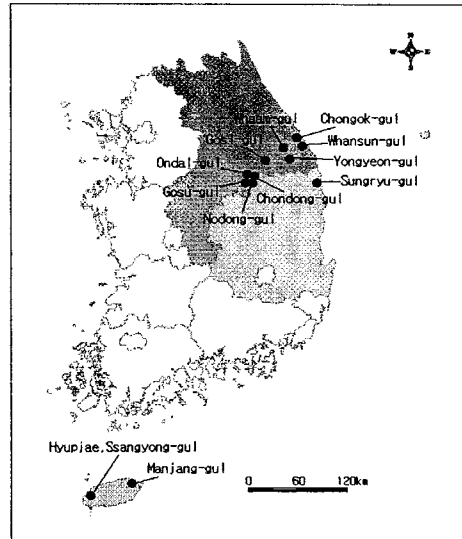 N
W E
S
Chongok-gul
Whansun-gul
Yongyeon-gul
Ondal-gul
Sungryu-gul
Gosu-gul
Chondong-gul
Nodong-gul
Hyupjae,Ssangyong-gul
Manjang-gul
0 60 120km